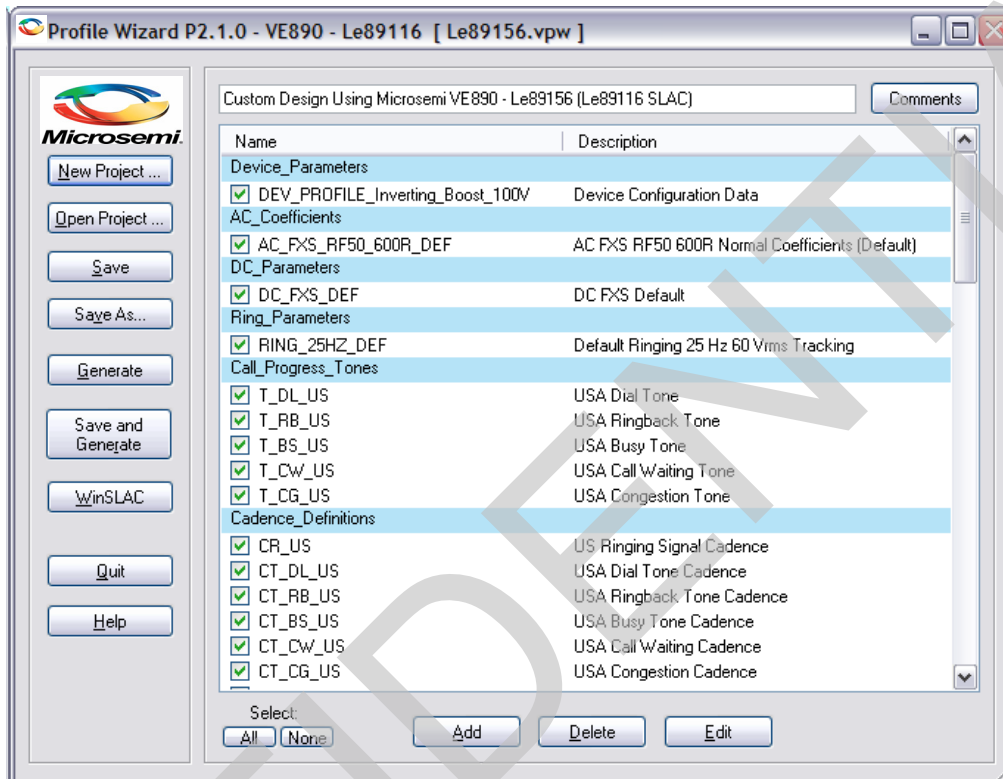 Profile Wizard P2.1.0 - VE890 - Le89116 [ Le89156.vpw ]
Microsemi.
New Project ...
Open Project ...
Save
Save As...
Generate
Save and
Generate
WinSLAC
Quit
Help
Custom Design Using Microsemi VE890 - Le89156 (Le89116 SLAC)
Comments
Name Description
Device_Parameters
DEV_PROFILE_Inverting_Boost_100V Device Configuration Data
AC_Coefficients
AC_FXS_RF50_600R_DEF AC FXS RF50 600R Normal Coefficients (Default)
DC_Parameters
DC_FXS_DEF DC FXS Default
Ring_Parameters
RING_25HZ_DEF Default Ringing 25 Hz 60 Vrms Tracking
Call_Progress_Tones
T_DL_US USA Dial Tone
T_RB_US USA Ringback Tone
T_BS_US USA Busy Tone
T_CW_US USA Call Waiting Tone
T_CG_US USA Congestion Tone
Cadence_Definitions
CR_US US Ringing Signal Cadence
CT_DL_US USA Dial Tone Cadence
CT_RB_US USA Ringback Tone Cadence
CT_BS_US USA Busy Tone Cadence
CT_CW_US USA Call Waiting Cadence
CT_CG_US USA Congestion Cadence
Select:
All None Add Delete Edit